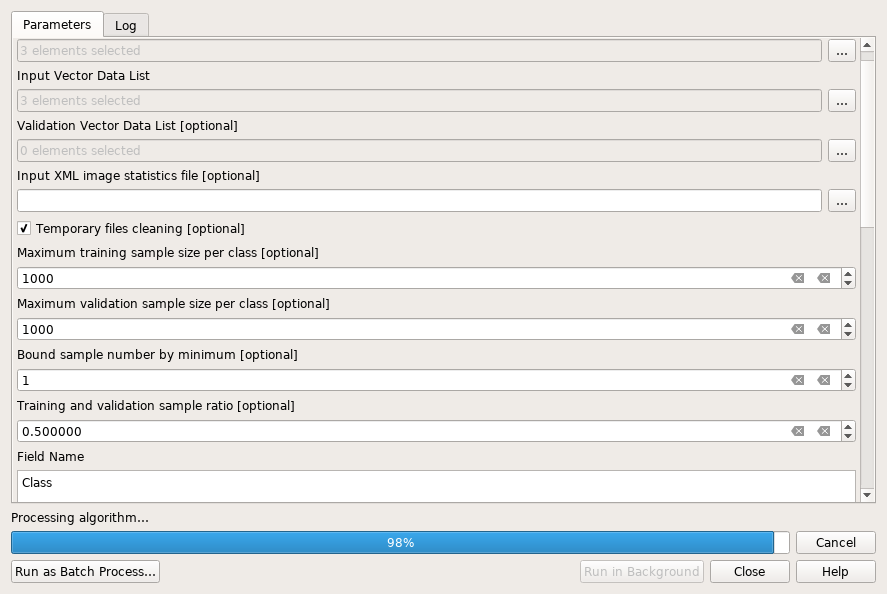 Parameters
Log
3 elements selected
...
Input Vector Data List
3 elements selected
...
Validation Vector Data List [optional]
0 elements selected
...
Input XML image statistics file [optional]
...
Temporary files cleaning [optional]
Maximum training sample size per class [optional]
1000
Maximum validation sample size per class [optional]
1000
Bound sample number by minimum [optional]
1
Training and validation sample ratio [optional]
0.500000
Field Name
Class
Processing algorithm...
98%
Cancel
Run as Batch Process...
Run in Background
Close
Help